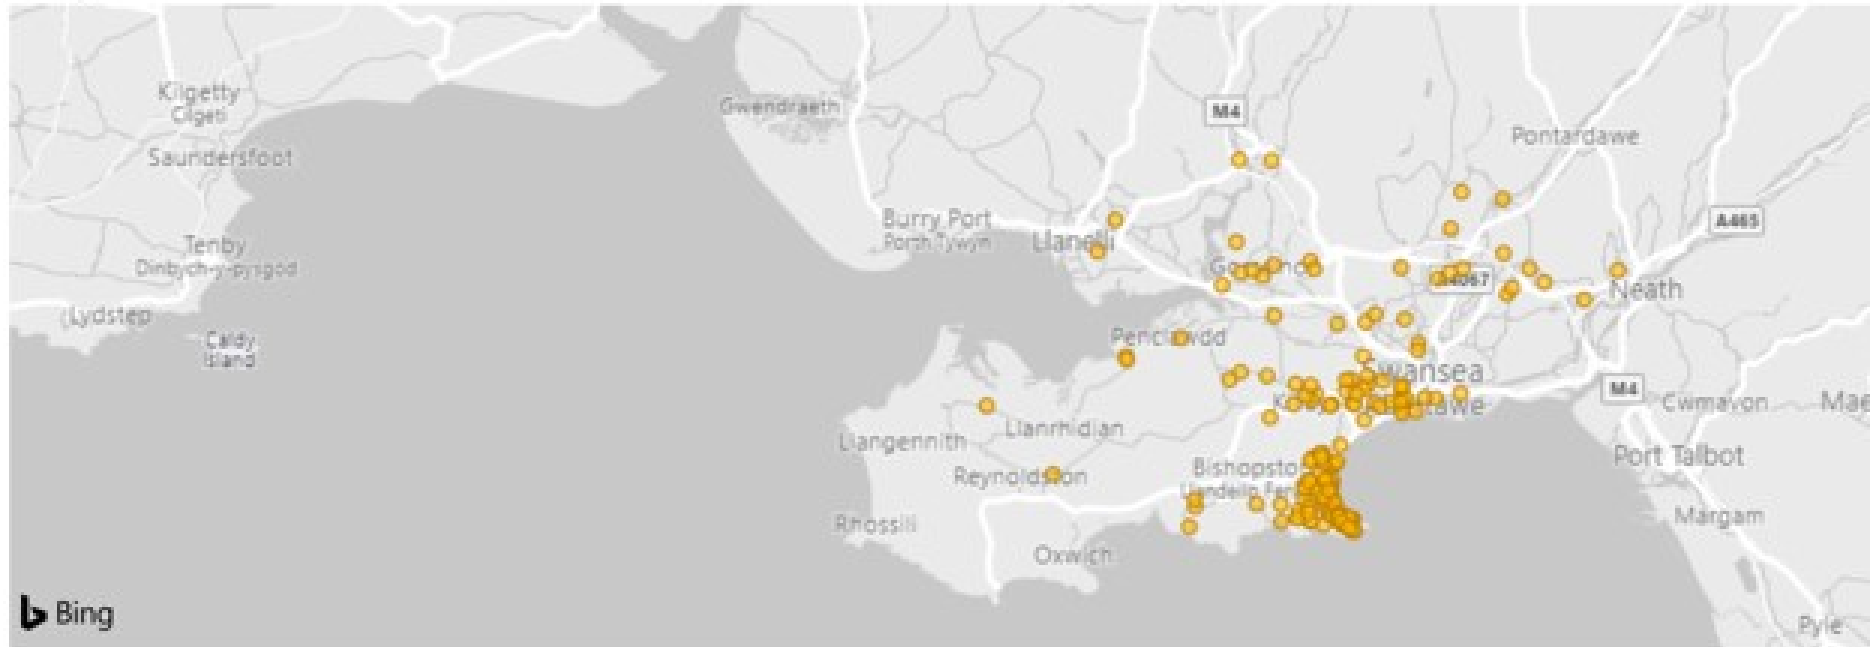 Kilgetty
Cilgeti
Saundersfoot
Tenby
Dinbych-y-pysgod
Lydstep
Caldy
Island
Gwendraeth
M4
Pontardawe
A465
Burry Port
Porth Tywyn
Llanelli
Neath
Penclawdd
Swansea
M4
Cwmavon
Llanrhidian
Llangennith
Port Talbot
Reynoldston
Rhossili
Margam
Oxwich
Bing
Pyle